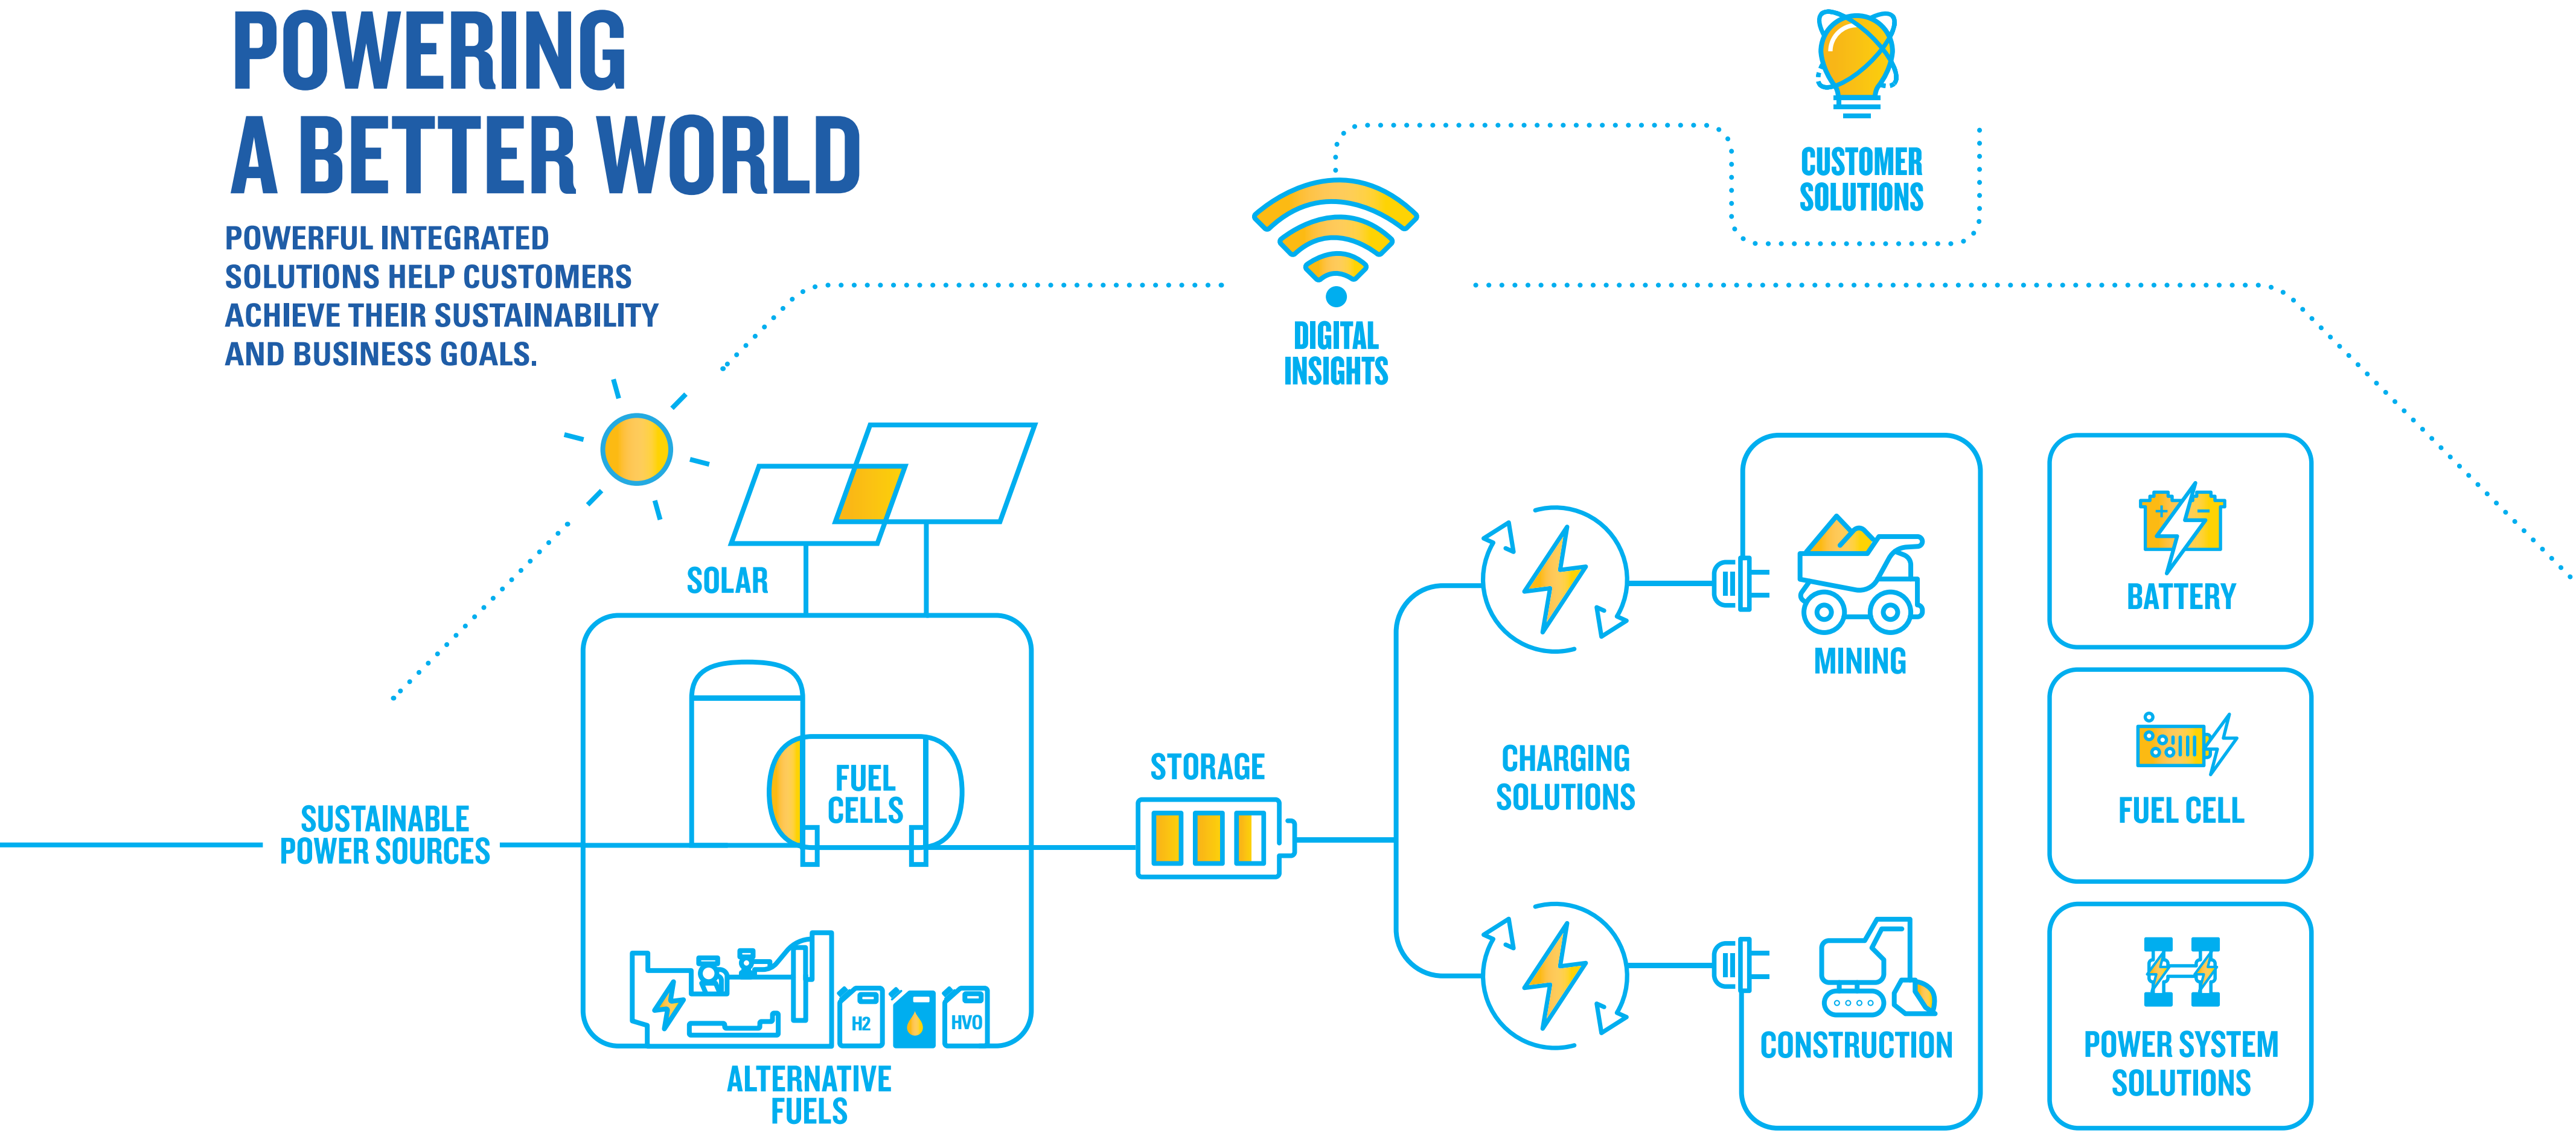 POWERING
A BETTER WORLD
POWERFUL INTEGRATED
SOLUTIONS HELP CUSTOMERS
ACHIEVE THEIR SUSTAINABILITY
AND BUSINESS GOALS.
CUSTOMER
SOLUTIONS
DIGITAL
INSIGHTS
SOLAR
SUSTAINABLE
POWER SOURCES
FUEL
CELLS
H2
HVO
ALTERNATIVE
FUELS
STORAGE
CHARGING
SOLUTIONS
MINING
CONSTRUCTION
BATTERY
FUEL CELL
POWER SYSTEM
SOLUTIONS